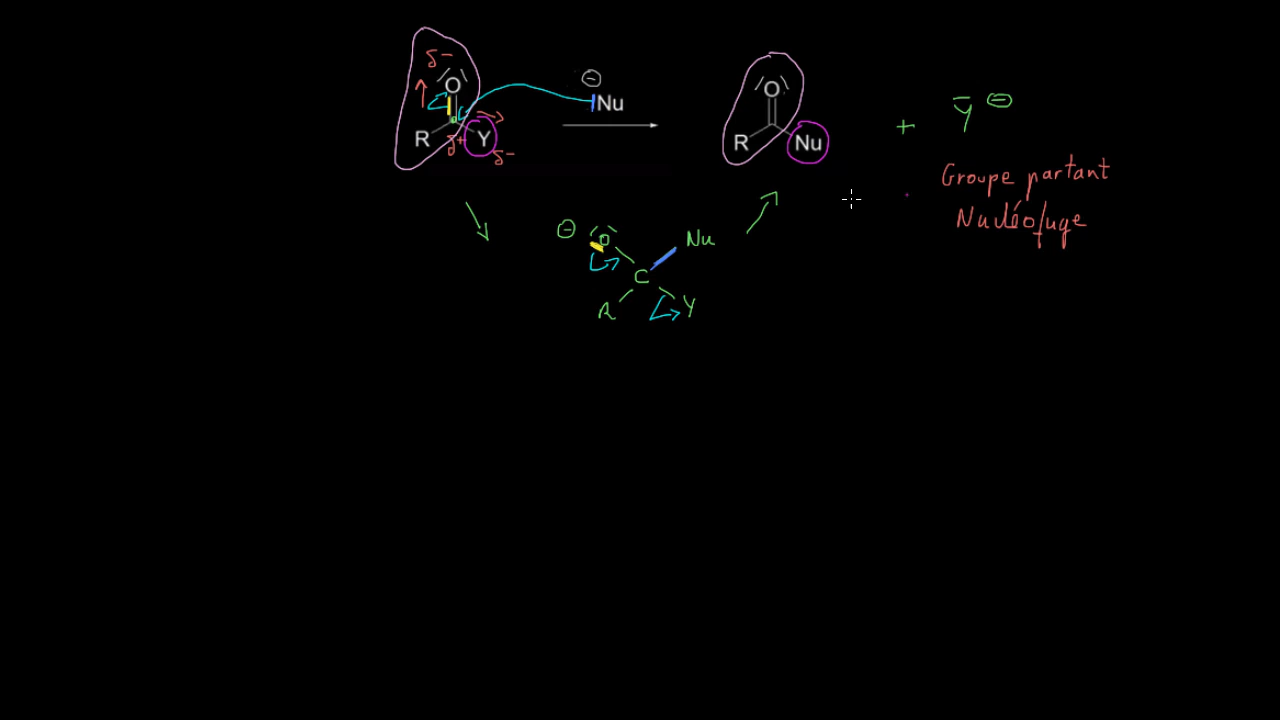 δ-
O
R
δ+
Y
δ-
⊖
Nu
O
R
Nu
+
Y ⊖
Groupe partant
Nucléofuge
⊖ O
Nu
C
R
Y